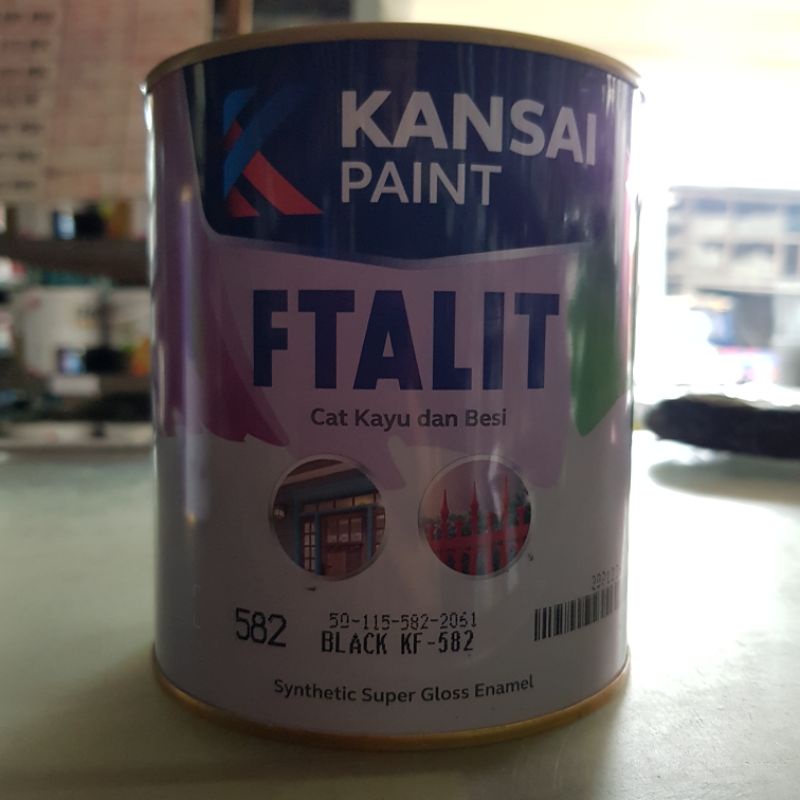 KANSAI
PAINT
FTALIT
Cat Kayu dan Besi
582
50-115-582-2061
BLACK KF-582
Synthetic Super Gloss Enamel